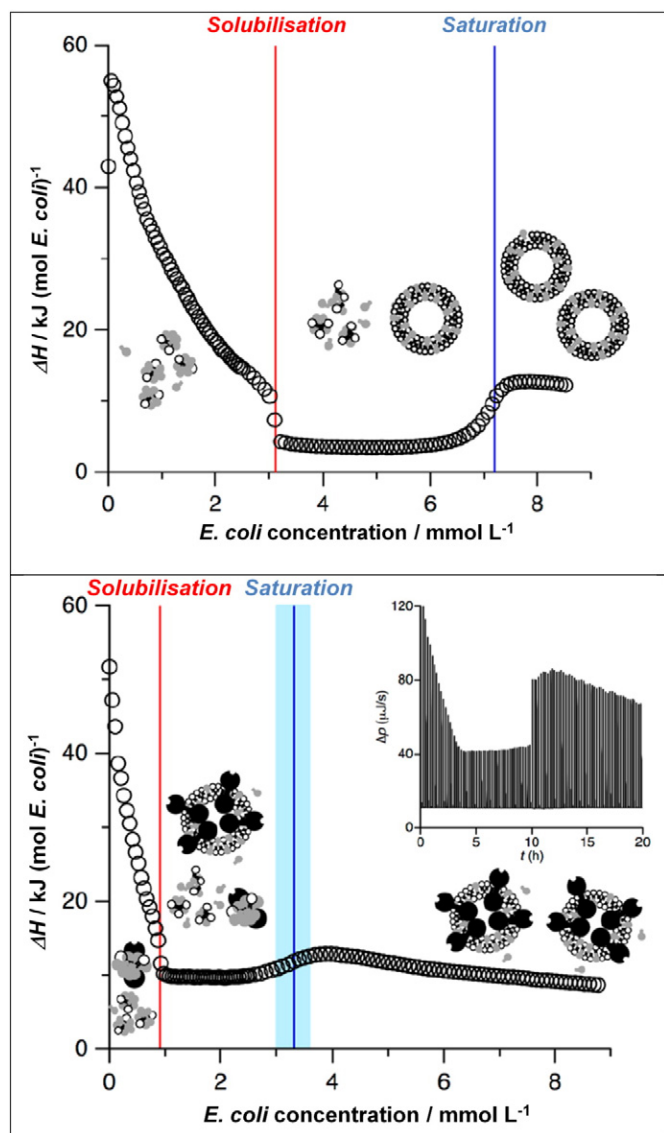 Solubilisation Saturation
60
40
20
0
ΔH / kJ (mol E. coli)⁻¹
0 2 4 6 8
E. coli concentration / mmol L⁻¹
Solubilisation Saturation
60
40
20
0
ΔH / kJ (mol E. coli)⁻¹
120
80
40
0
Δp (μJ/s)
0 5 10 15 20
t (h)
0 2 4 6 8
E. coli concentration / mmol L⁻¹